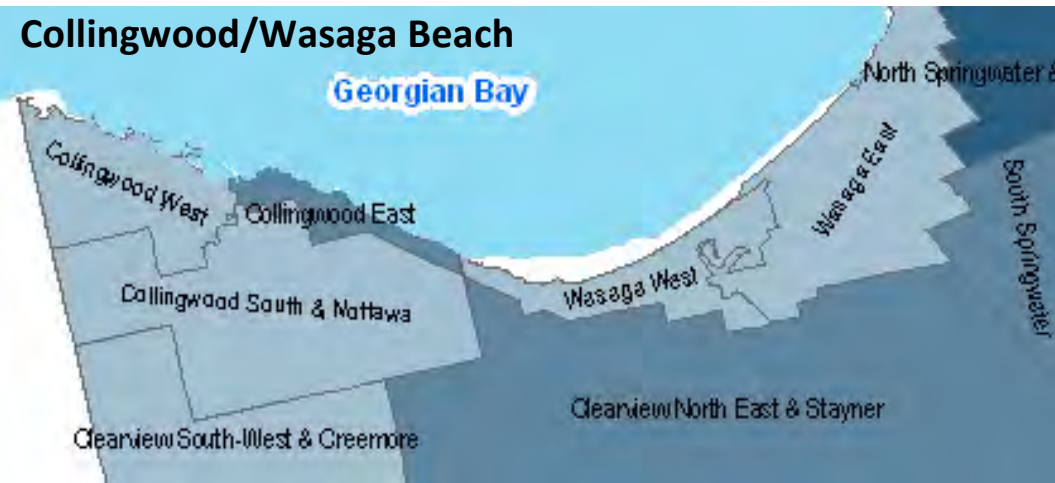 Collingwood/Wasaga Beach
Georgian Bay
North Springwater &
Collingwood West
Collingwood East
Wasaga East
South Springwater
Collingwood South & Nottawa
Wasaga West
Clearview North East & Stayner
Clearview South-West & Creemore